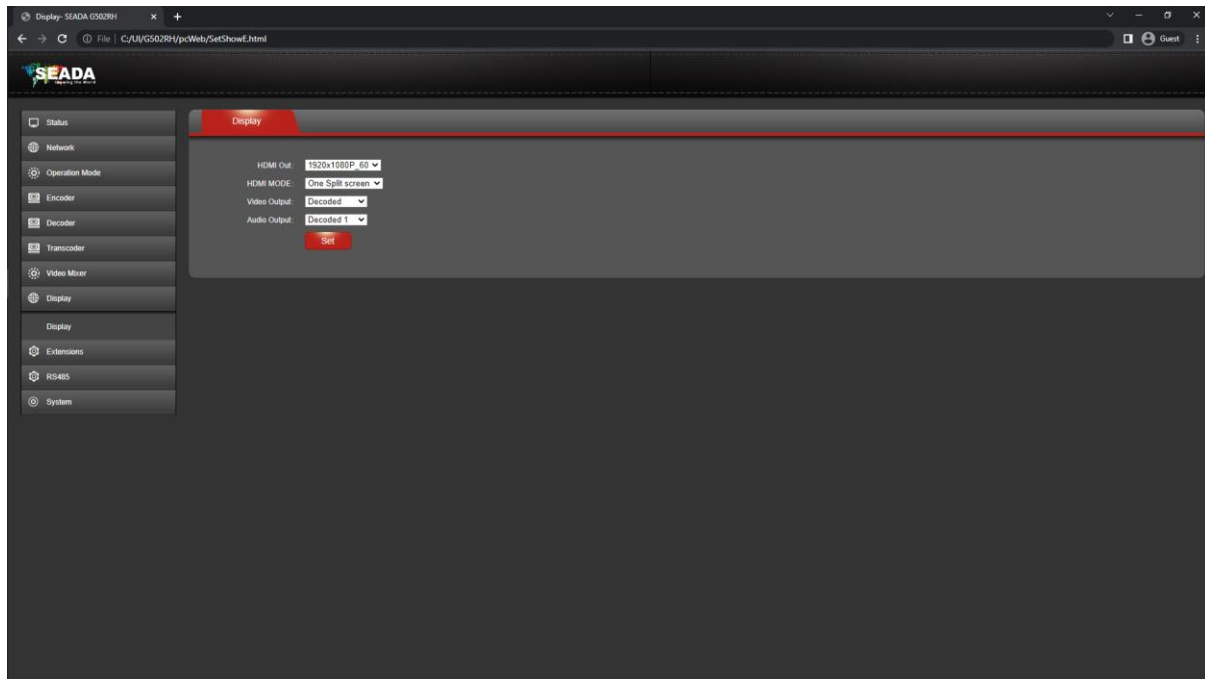 Display- SEADA G502RH
File | C:/UI/G502RH/pcWeb/SetShowE.html
Guest
SEADA
Status
Network
Operation Mode
Encoder
Decoder
Transcoder
Video Mixer
Display
Display
Extensions
RS485
System
Display
HDMI Out: 1920x1080P_60
HDMI MODE: One Split screen
Video Output: Decoded
Audio Output: Decoded 1
Set